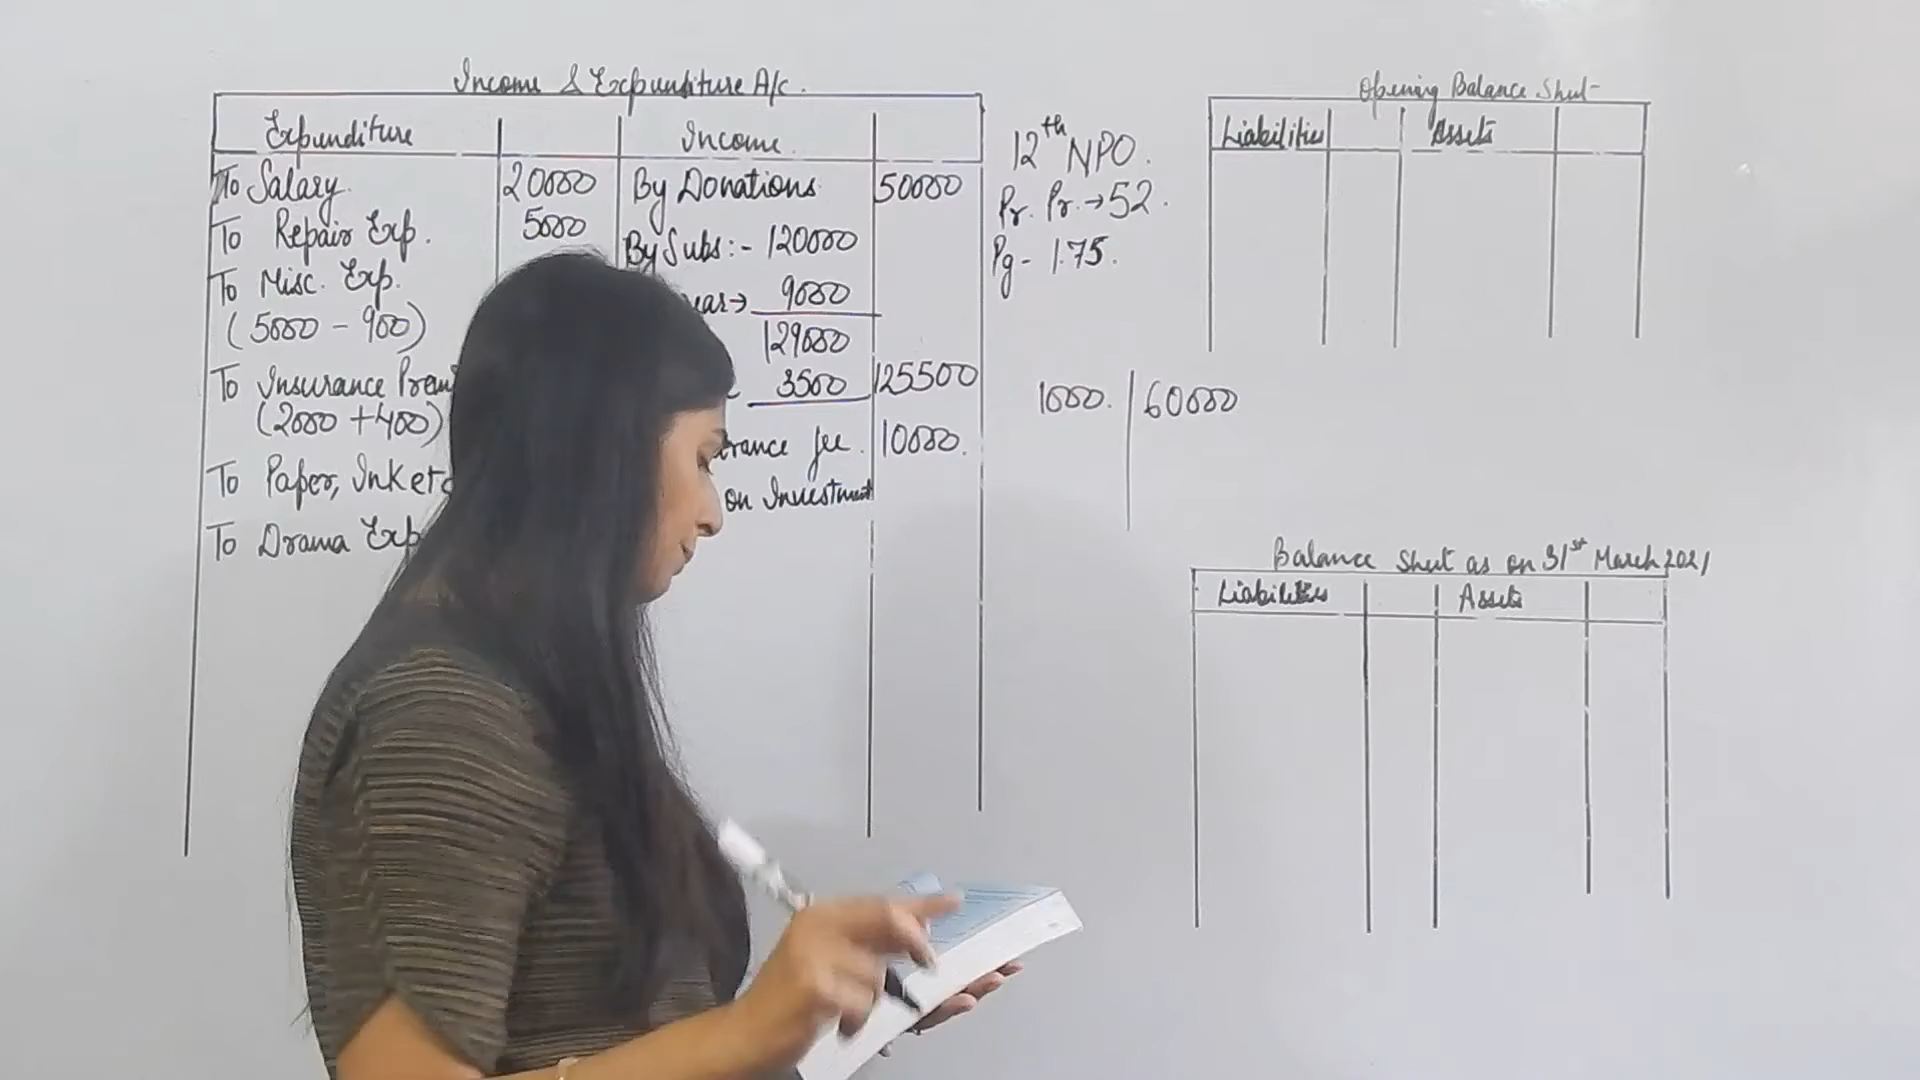 Income & Expenditure A/c.
Expenditure Income.
To Salary. 20000 By Donations 50000
To Repair Exp. 5000 By Subs:- 120000
To Misc. Exp. → 9000
(5000 - 900) 129000
To Insurance 3500 125500
(2000 + 400)
fee. 10000.
To Paper, Ink etc
on Investment
To Drama Exp
12th NPO.
Pr. Pr. → 52.
Pg - 1.75.
Opening Balance Sheet
Liabilities Assets
1000. 60000
Balance Sheet as on 31st March 2021
Liabilities Assets